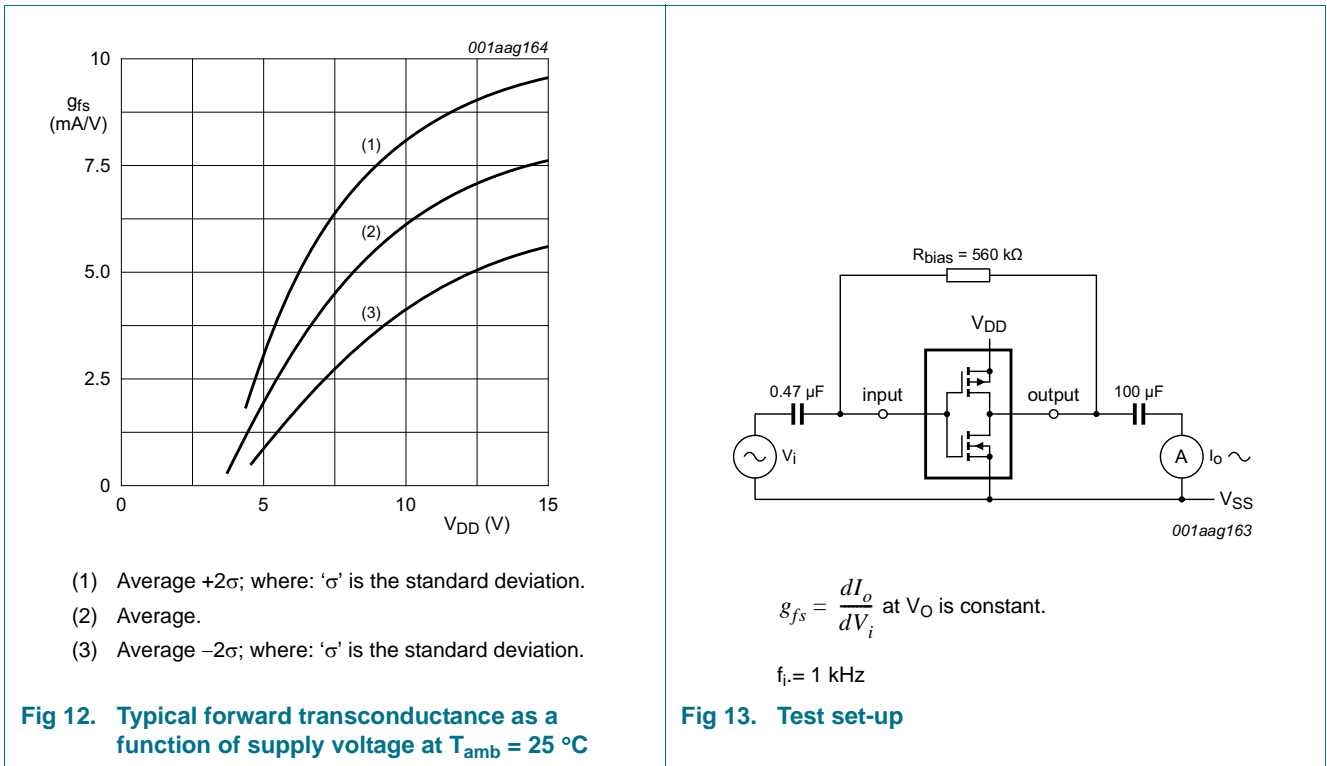 001aag164
10
gfs
(mA/V)
7.5
5.0
2.5
0
(1)
(2)
(3)
0
5
10
15
VDD (V)
(1) Average +2σ; where: ‘σ’ is the standard deviation.
(2) Average.
(3) Average −2σ; where: ‘σ’ is the standard deviation.
Fig 12. Typical forward transconductance as a
function of supply voltage at Tamb = 25 °C
Rbias = 560 kΩ
VDD
0.47 μF
input
output
100 μF
Vi
A
Io
VSS
001aag163
gfs = dIo/dVi at VO is constant.
fi.= 1 kHz
Fig 13. Test set-up